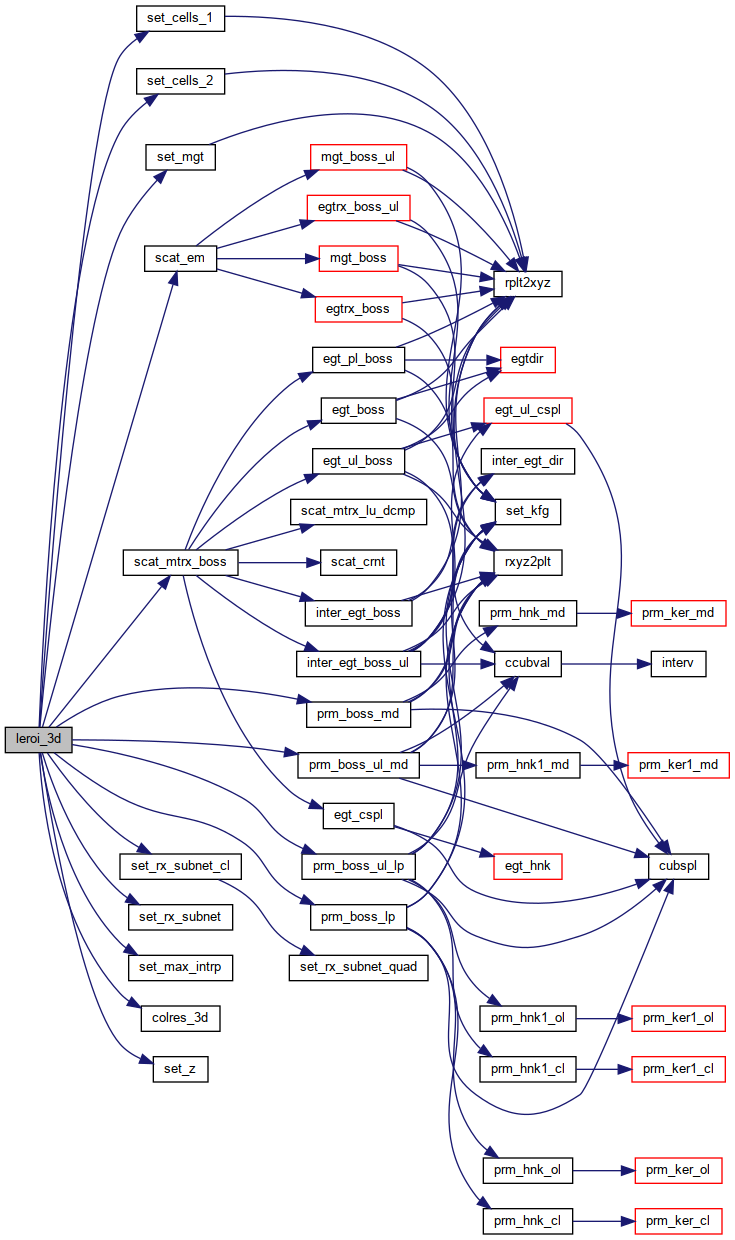 set_cells_1
set_cells_2
set_mgt
mgt_boss_ul
egtrx_boss_ul
scat_em
mgt_boss
rplt2xyz
egtrx_boss
egt_pl_boss
egtdir
egt_boss
egt_ul_cspl
egt_ul_boss
inter_egt_dir
scat_mtrx_lu_dcmp
set_kfg
scat_mtrx_boss
scat_crnt
rxyz2plt
inter_egt_boss
prm_hnk_md
prm_ker_md
inter_egt_boss_ul
ccubval
interv
prm_boss_md
leroi_3d
prm_boss_ul_md
prm_hnk1_md
prm_ker1_md
egt_cspl
set_rx_subnet_cl
prm_boss_ul_lp
egt_hnk
cubspl
set_rx_subnet
prm_boss_lp
set_max_intrp
set_rx_subnet_quad
colres_3d
prm_hnk1_ol
prm_ker1_ol
set_z
prm_hnk1_cl
prm_ker1_cl
prm_hnk_ol
prm_ker_ol
prm_hnk_cl
prm_ker_cl